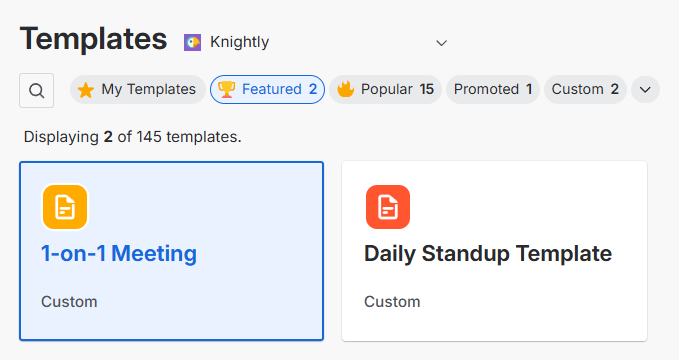 Templates Knightly
My Templates Featured 2 Popular 15 Promoted 1 Custom 2
Displaying 2 of 145 templates.
1-on-1 Meeting
Custom
Daily Standup Template
Custom